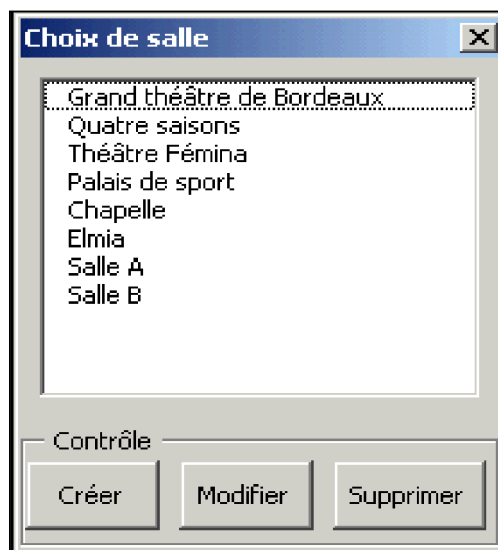 Choix de salle
Grand théâtre de Bordeaux
Quatre saisons
Théâtre Fémina
Palais de sport
Chapelle
Elmia
Salle A
Salle B
Contrôle
Créer Modifier Supprimer